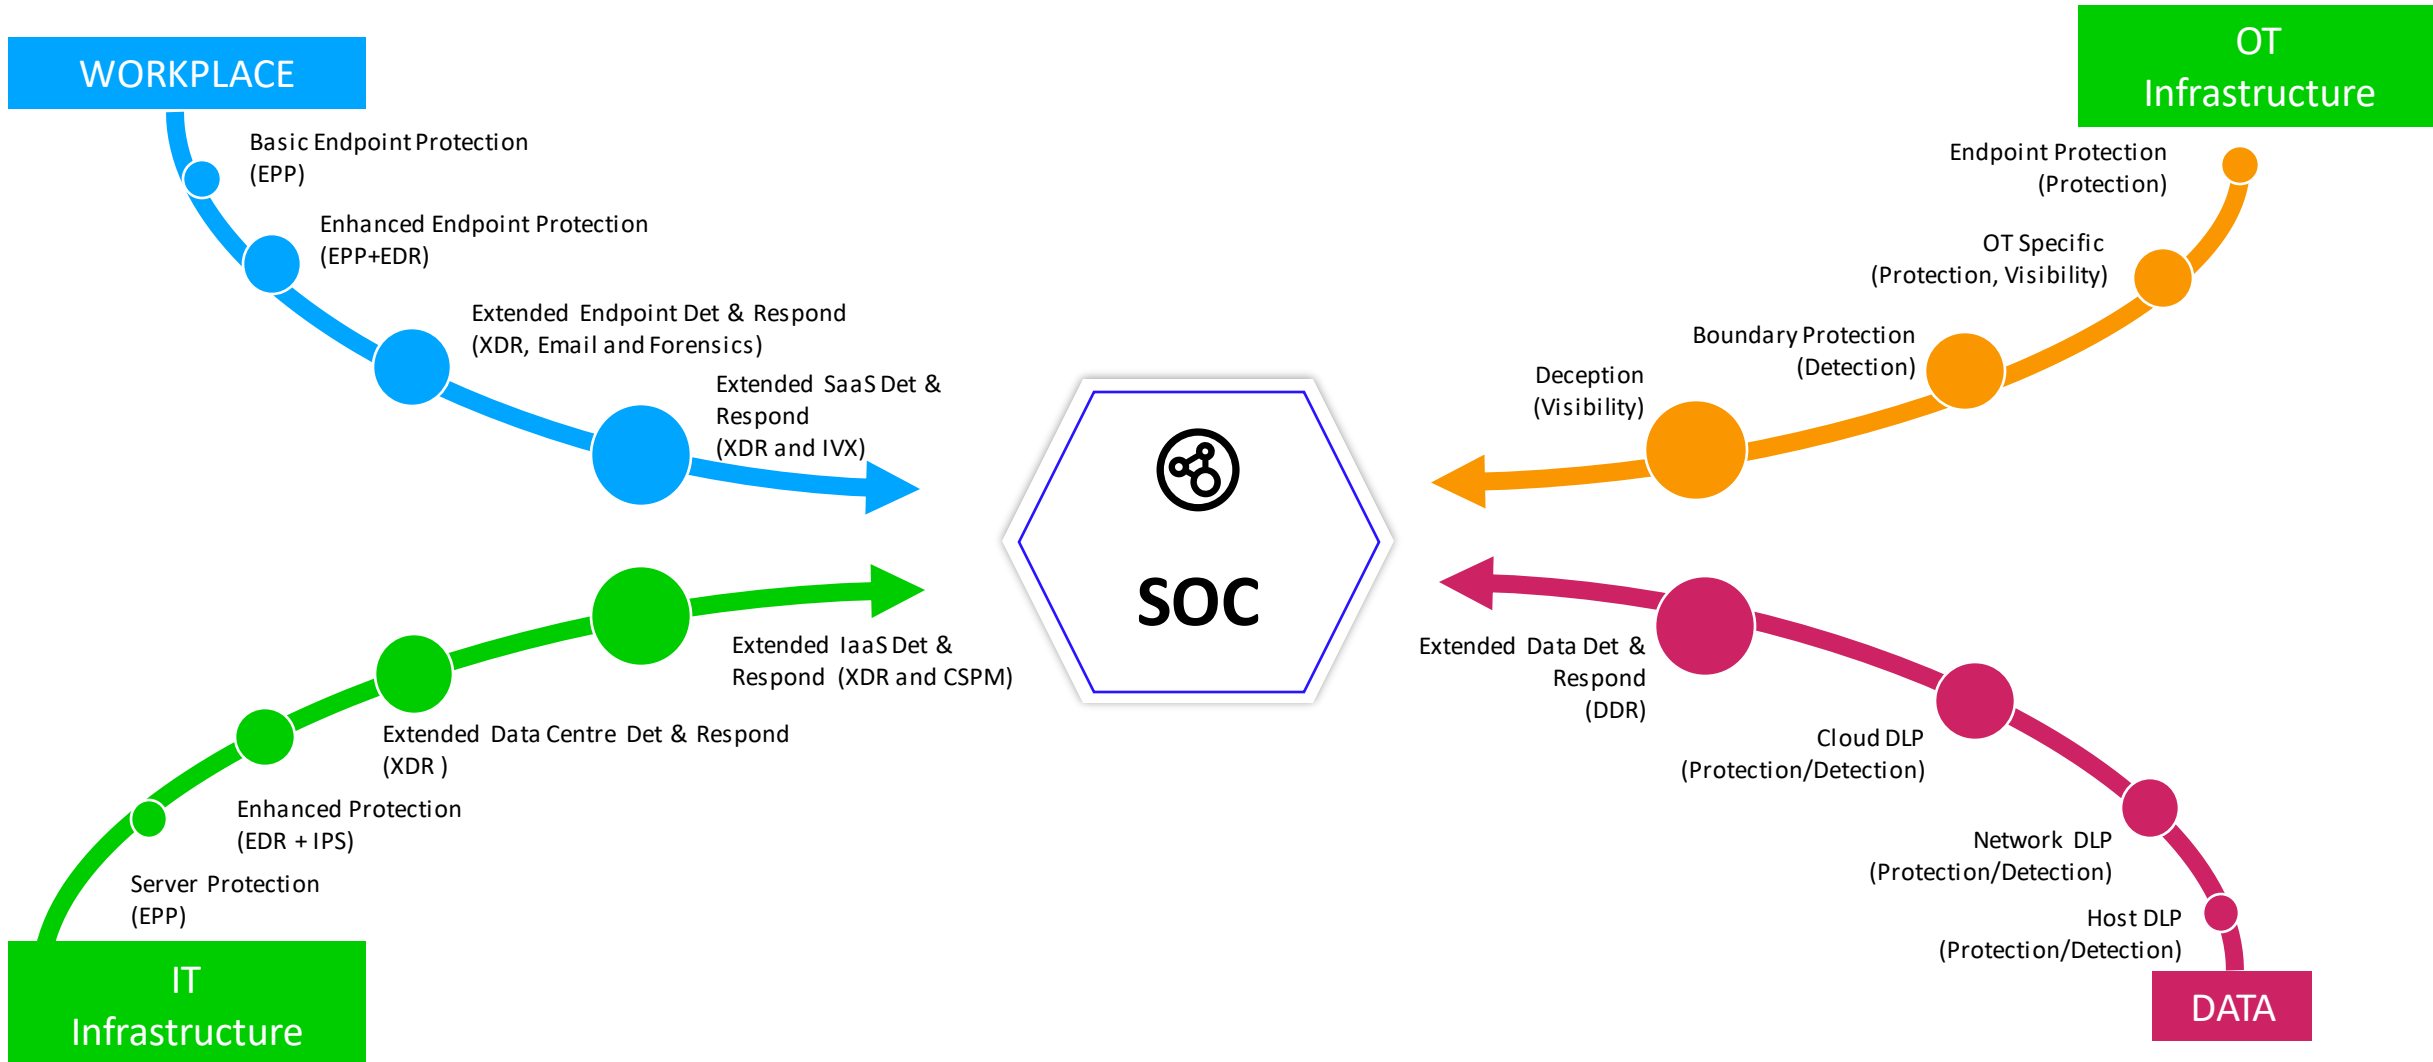 WORKPLACE
Basic Endpoint Protection
(EPP)
Enhanced Endpoint Protection
(EPP+EDR)
Extended Endpoint Det & Respond
(XDR, Email and Forensics)
Extended SaaS Det &
Respond
(XDR and IVX)
OT
Infrastructure
Endpoint Protection
(Protection)
OT Specific
(Protection, Visibility)
Boundary Protection
(Detection)
Deception
(Visibility)
SOC
Extended IaaS Det &
Respond (XDR and CSPM)
Extended Data Centre Det & Respond
(XDR )
Enhanced Protection
(EDR + IPS)
Server Protection
(EPP)
IT
Infrastructure
Extended Data Det &
Respond
(DDR)
Cloud DLP
(Protection/Detection)
Network DLP
(Protection/Detection)
Host DLP
(Protection/Detection)
DATA